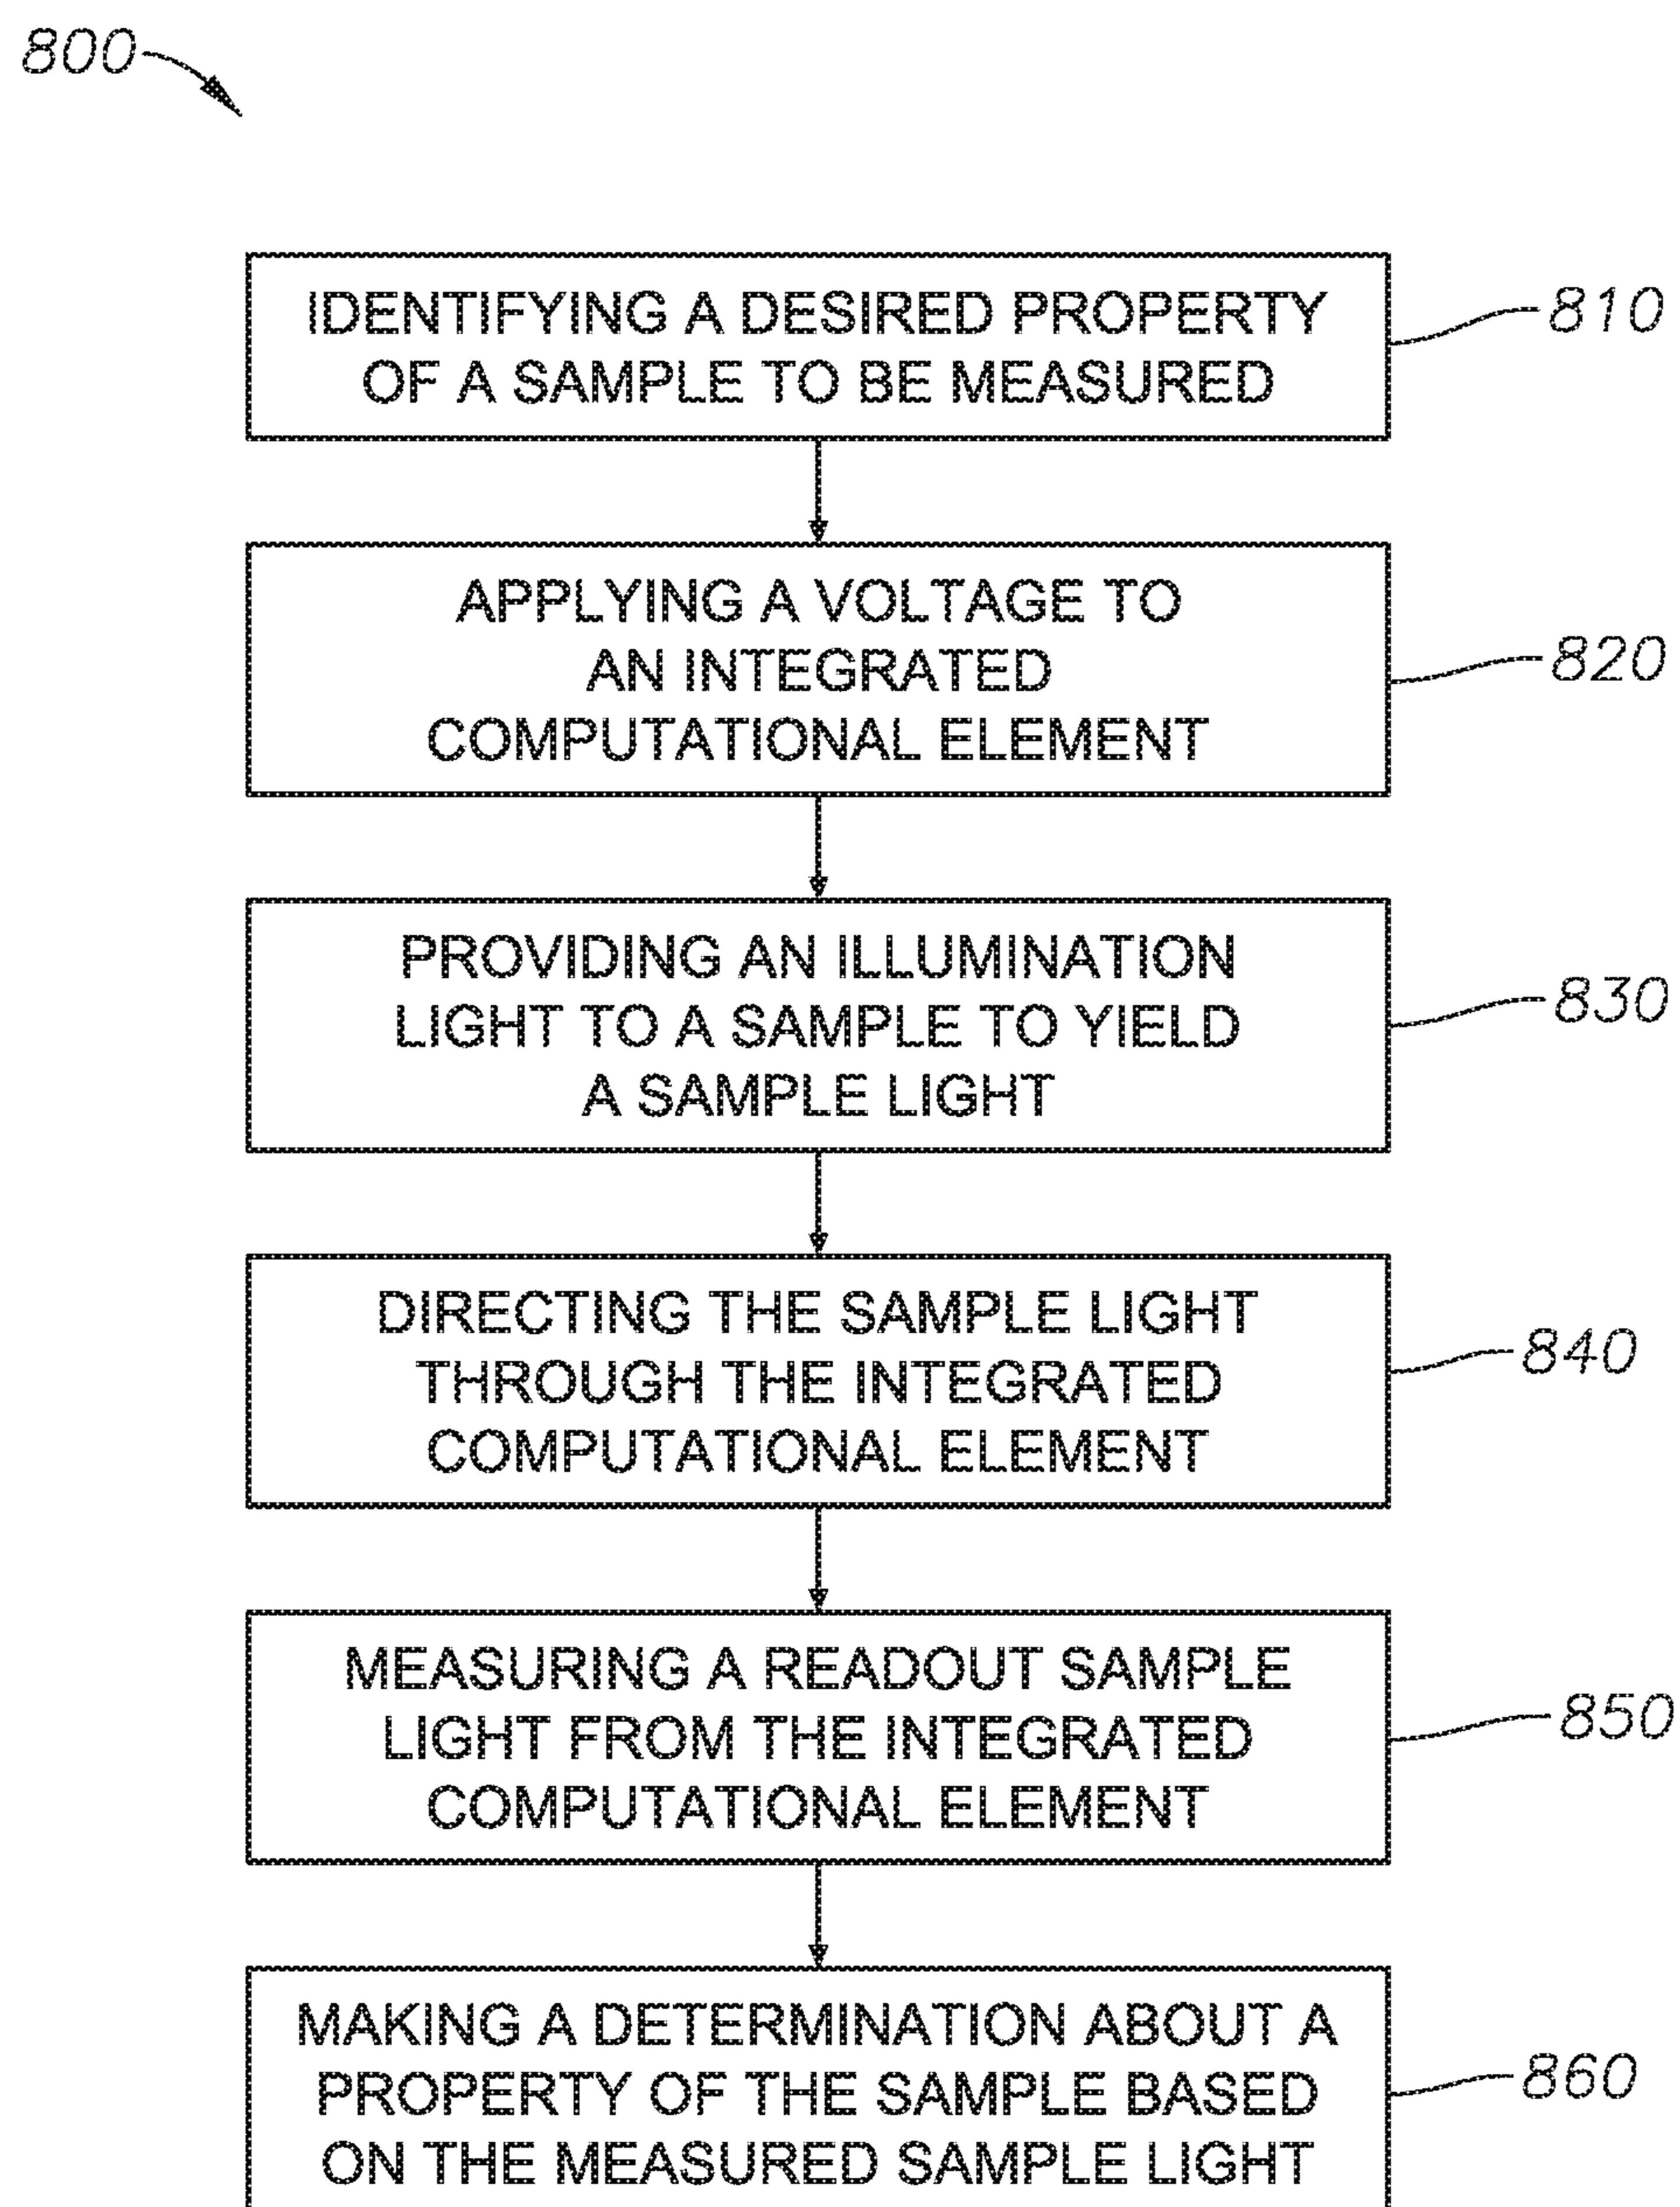 800
IDENTIFYING A DESIRED PROPERTY
OF A SAMPLE TO BE MEASURED
810
APPLYING A VOLTAGE TO
AN INTEGRATED
COMPUTATIONAL ELEMENT
820
PROVIDING AN ILLUMINATION
LIGHT TO A SAMPLE TO YIELD
A SAMPLE LIGHT
830
DIRECTING THE SAMPLE LIGHT
THROUGH THE INTEGRATED
COMPUTATIONAL ELEMENT
840
MEASURING A READOUT SAMPLE
LIGHT FROM THE INTEGRATED
COMPUTATIONAL ELEMENT
850
MAKING A DETERMINATION ABOUT A
PROPERTY OF THE SAMPLE BASED
ON THE MEASURED SAMPLE LIGHT
860